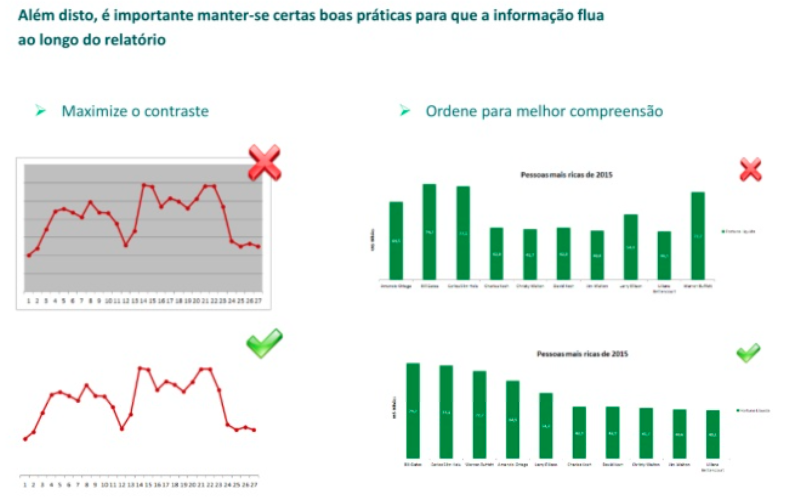 Além disto, é importante manter-se certas boas práticas para que a informação flua
ao longo do relatório
Maximize o contraste
Ordene para melhor compreensão
1 2 3 4 5 6 7 8 9 10 11 12 13 14 15 16 17 18 19 20 21 22 23 24 25 26 27
Pessoas mais ricas de 2015
Amancio Ortega Bill Gates Carlos Slim Helu Charles Koch Christy Walton David Koch Jim Walton Larry Ellison Liliane Warren Buffett
Bettencourt
1 2 3 4 5 6 7 8 9 10 11 12 13 14 15 16 17 18 19 20 21 22 23 24 25 26 27
Pessoas mais ricas de 2015
Bill Gates Carlos Slim Helu Warren Buffett Amancio Ortega Larry Ellison Charles Koch David Koch Christy Walton Jim Walton Liliane
Bettencourt